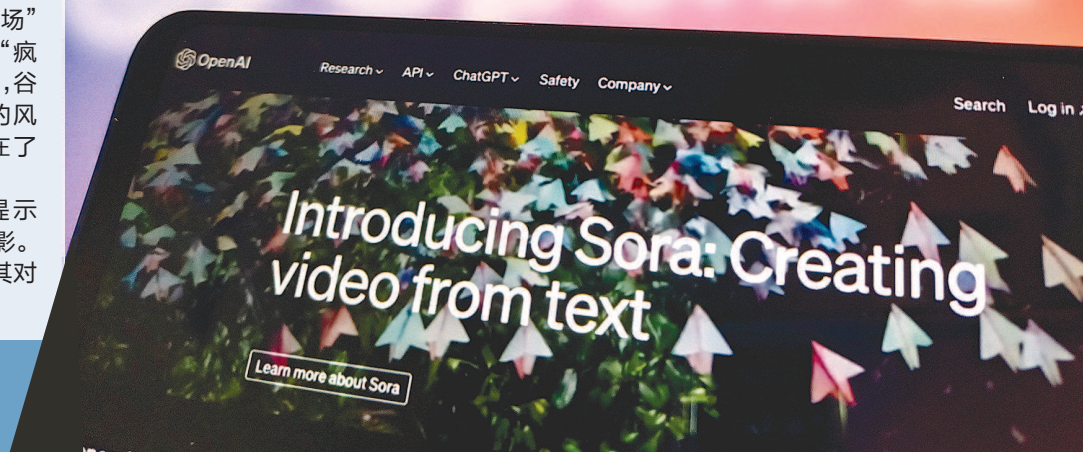 场”
“疯
,谷
的风
在了
提示
影。
其对
OpenAI
Research API ChatGPT Safety Company
Search Log in
Introducing Sora: Creating
video from text
Learn more about Sora